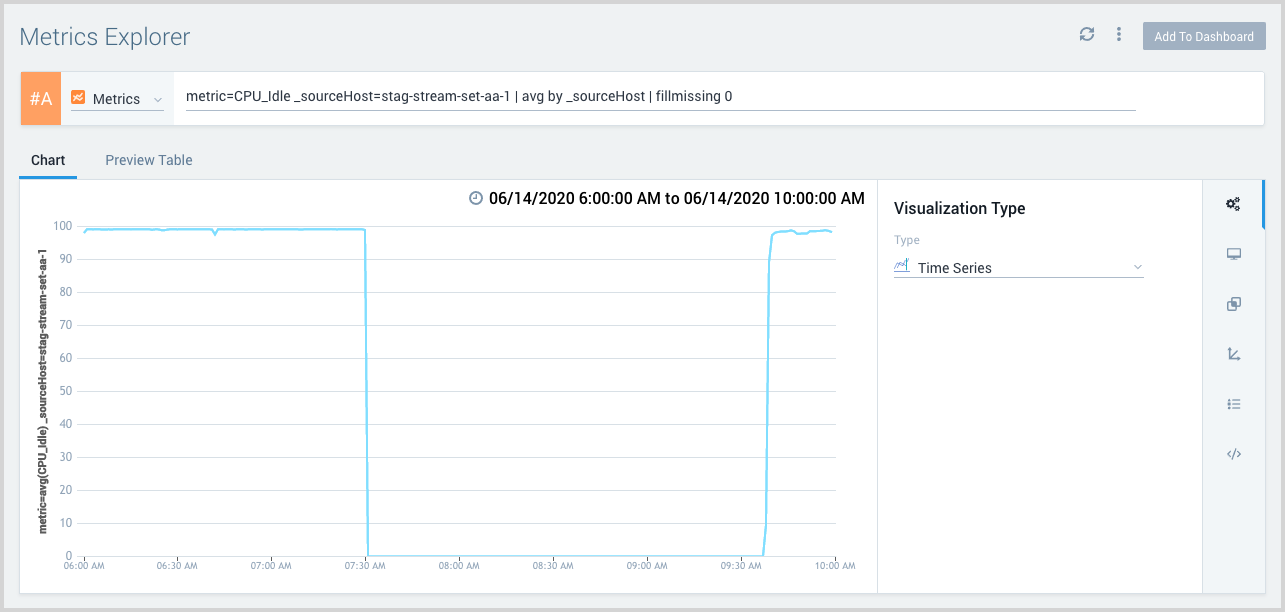 Metrics Explorer
Add To Dashboard
#A
Metrics
metric=CPU_Idle _sourceHost=stag-stream-set-aa-1 | avg by _sourceHost | fillmissing 0
Chart
Preview Table
06/14/2020 6:00:00 AM to 06/14/2020 10:00:00 AM
metric=avg(CPU_Idle) _sourceHost=stag-stream-set-aa-1
100
90
80
70
60
50
40
30
20
10
0
06:00 AM 06:30 AM 07:00 AM 07:30 AM 08:00 AM 08:30 AM 09:00 AM 09:30 AM 10:00 AM
Visualization Type
Type
Time Series